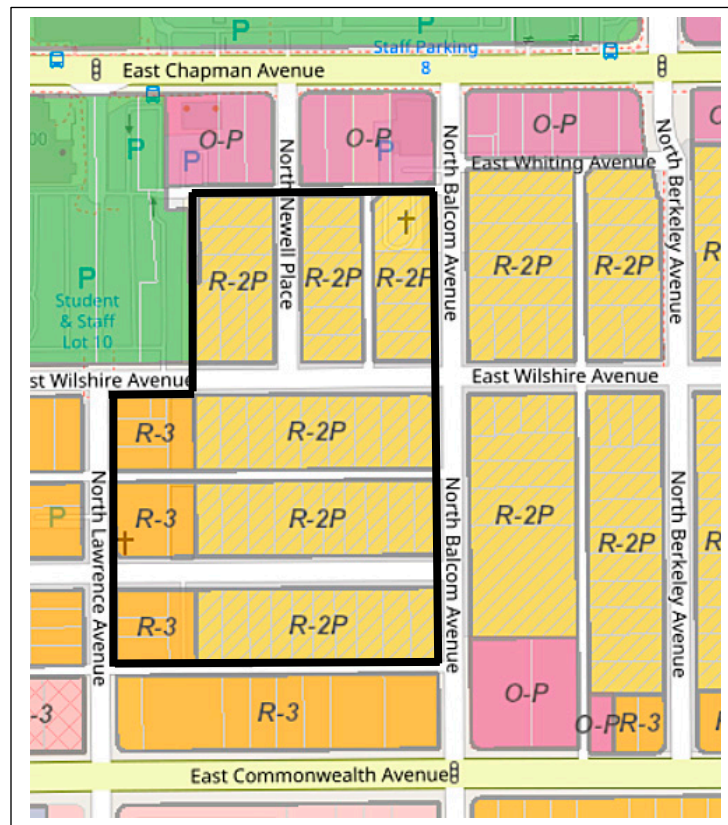 P
P
Staff Parking
8
East Chapman Avenue
00
P
P
O-P
O-P
P
O-P
O
East Whiting Avenue
North Newell Place
North Balcom Avenue
North Berkeley Avenue
R-2P
R-2P
R-2P
R-2P
R-2P
R
P
Student
& Staff
Lot 10
st Wilshire Avenue
East Wilshire Avenue
R-3
R-2P
P
R-3
R-2P
R-2P
R-2P
R
North Lawrence Avenue
North Balcom Avenue
North Berkeley Avenue
R-3
R-2P
-3
R-3
O-P
O-P
R-3
East Commonwealth Avenue